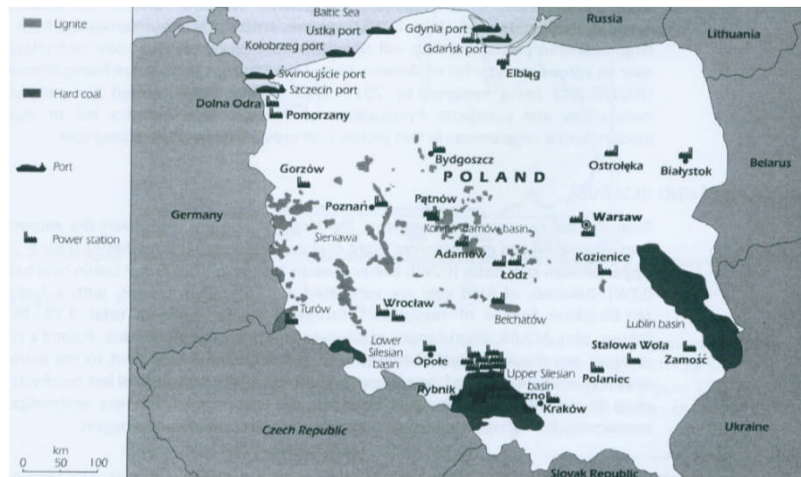 Lignite
Hard coal
Port
Power station
km
0 50 100
Baltic Sea
Russia
Lithuania
Ustka port
Gdynia port
Kołobrzeg port
Gdańsk port
Elbląg
Świnoujście port
Szczecin port
Dolna Odra
Pomorzany
Bydgoszcz
Ostrołęka
Białystok
Belarus
POLAND
Gorzów
Germany
Poznań
Pątnów
Warsaw
Sieniawa
Adamów
Kozienice
Łódź
Turów
Wrocław
Bełchatów
Lublin basin
Lower
Silesian
basin
Opole
Stalowa Wola
Zamość
Upper Silesian
basin
Polaniec
Rybnik
Kraków
Ukraine
Czech Republic
Slovak Republic